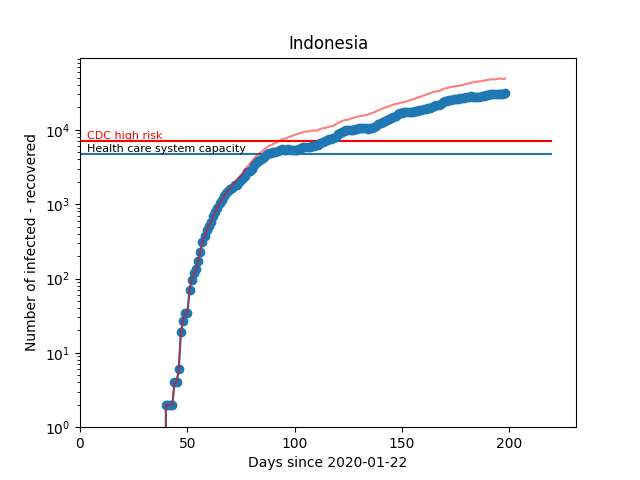 Indonesia
Number of infected - recovered
10⁴
10³
10²
10¹
10⁰
CDC high risk
Health care system capacity
0 50 100 150 200
Days since 2020-01-22